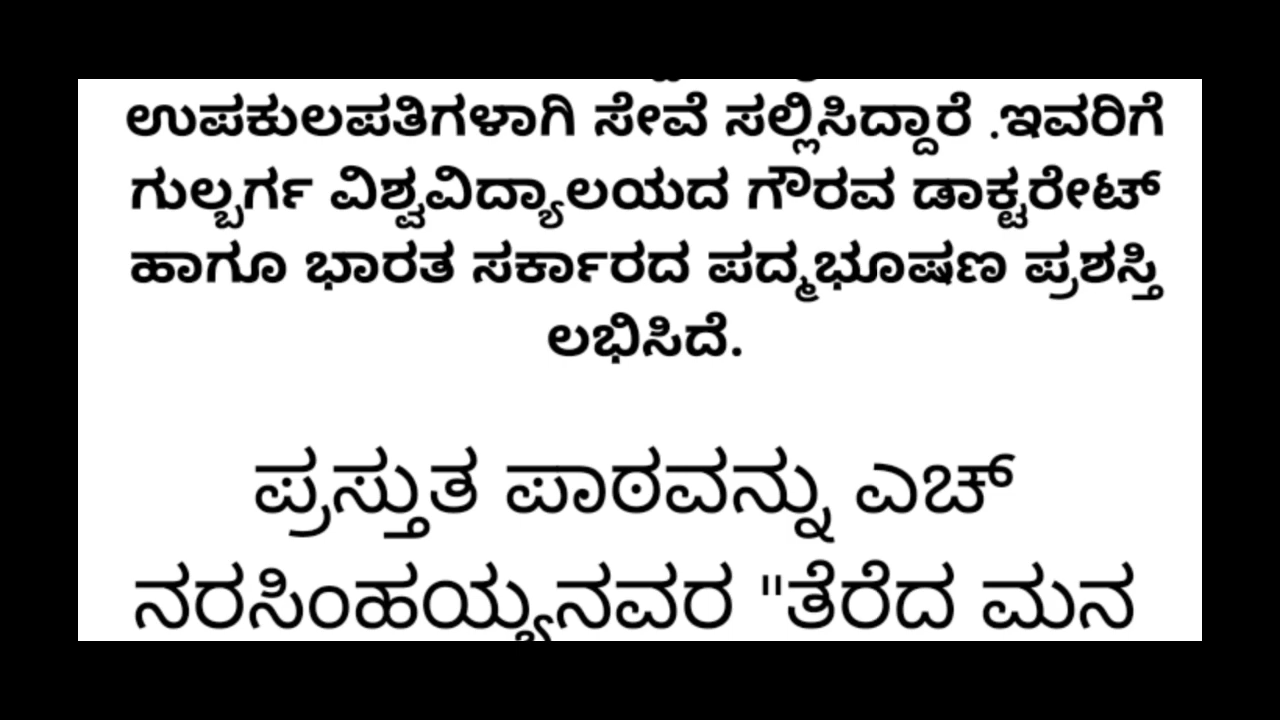 ಉಪಕುಲಪತಿಗಳಾಗಿ ಸೇವೆ ಸಲ್ಲಿಸಿದ್ದಾರೆ .ಇವರಿಗೆ
ಗುಲ್ಬರ್ಗ ವಿಶ್ವವಿದ್ಯಾಲಯದ ಗೌರವ ಡಾಕ್ಟರೇಟ್
ಹಾಗೂ ಭಾರತ ಸರ್ಕಾರದ ಪದ್ಮಭೂಷಣ ಪ್ರಶಸ್ತಿ
ಲಭಿಸಿದೆ.
ಪ್ರಸ್ತುತ ಪಾಠವನ್ನು ಎಚ್
ನರಸಿಂಹಯ್ಯನವರ "ತೆರೆದ ಮನ